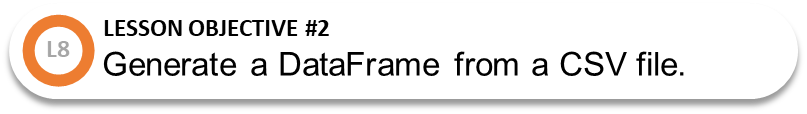 L8
LESSON OBJECTIVE #2
Generate a DataFrame from a CSV file.